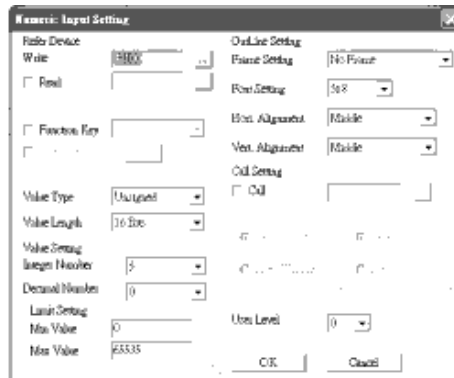 Numeric Input Setting
Refer Device
Write
Read
Function Key
Value Type Unsigned
Value Length 16 Bits
Value Setting
Integer Number 5
Decimal Number 0
Limit Setting
Min Value 0
Max Value 65535
OutLine Setting
Frame Setting No Frame
Font Setting 5x8
Hori. Alignment Middle
Vert. Alignment Middle
Call Setting
Call
User Level 0
OK Cancel